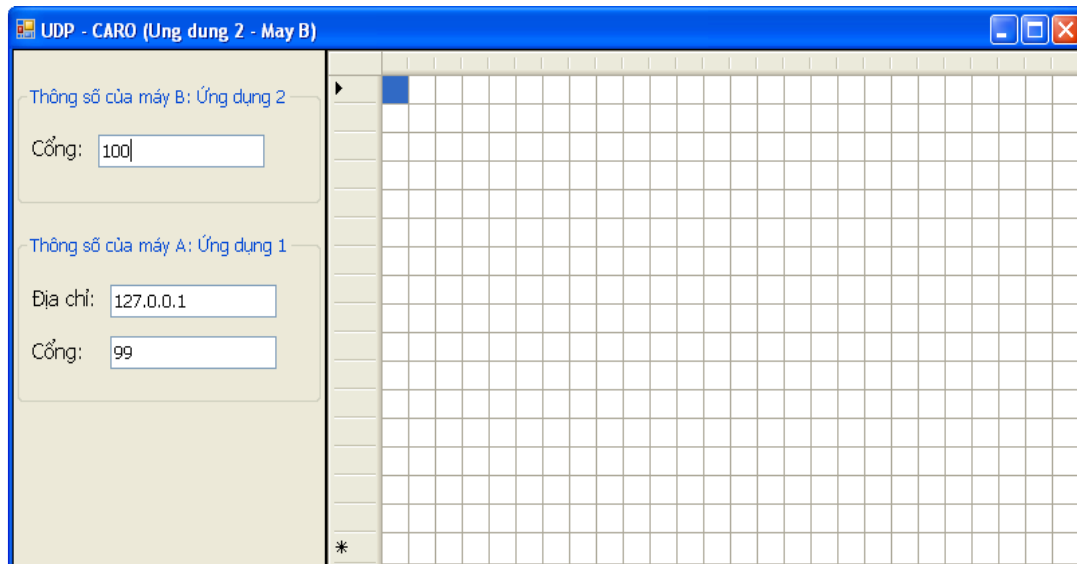 UDP - CARO (Ung dung 2 - May B)
Thông số của máy B: Ứng dụng 2
Cổng: 100
Thông số của máy A: Ứng dụng 1
Địa chỉ: 127.0.0.1
Cổng: 99